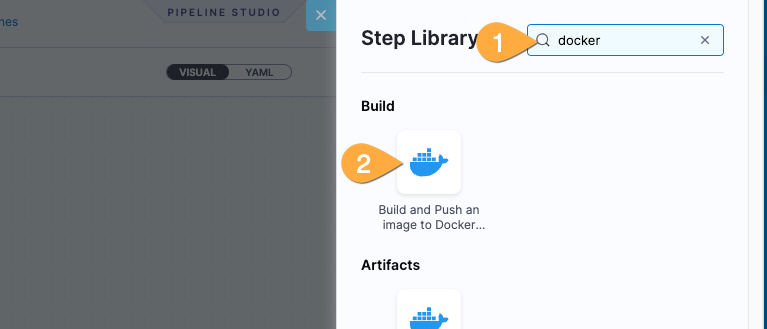 PIPELINE STUDIO
nes
VISUAL
YAML
Step Library
1
docker
Build
2
Build and Push an
image to Docker...
Artifacts